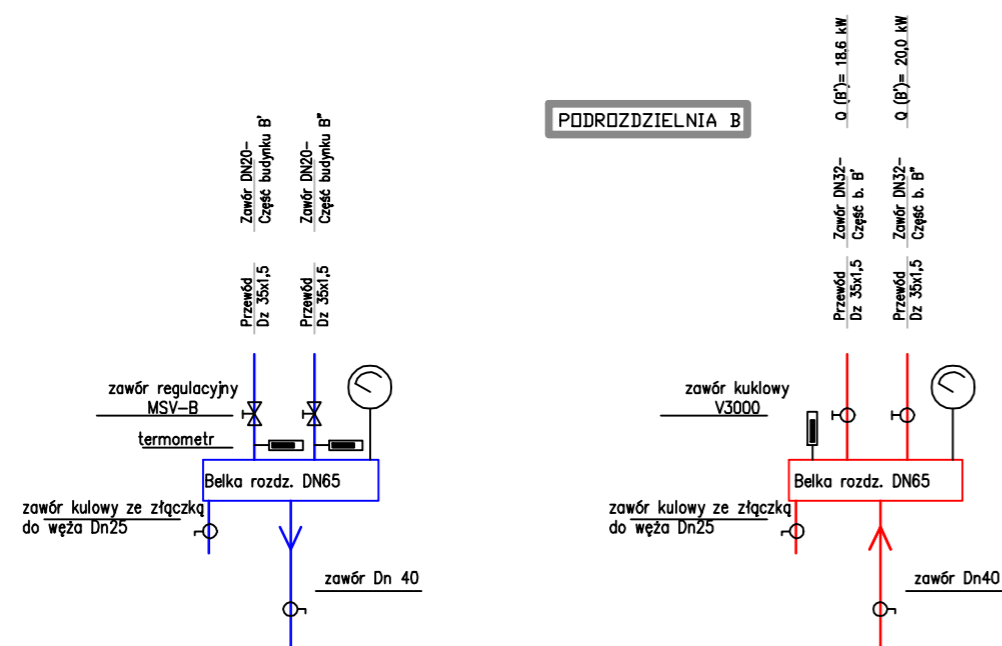 PODROZDZIELNIA B
Zawór DN20-
Część budynku B'
Zawór DN20-
Część budynku B"
Przewód
Dz 35x1,5
Przewód
Dz 35x1,5
zawór regulacyjny
MSV-B
termometr
Belka rozdz. DN65
zawór kulowy ze złączką
do węża Dn25
zawór Dn 40
Q (B')= 18.6 kW
Q (B")= 20,0 kW
Zawór DN32-
Część b. B'
Zawór DN32-
Część b. B"
Przewód
Dz 35x1,5
Przewód
Dz 35x1,5
zawór kuklowy
V3000
Belka rozdz. DN65
zawór kulowy ze złączką
do węża Dn25
zawór Dn40